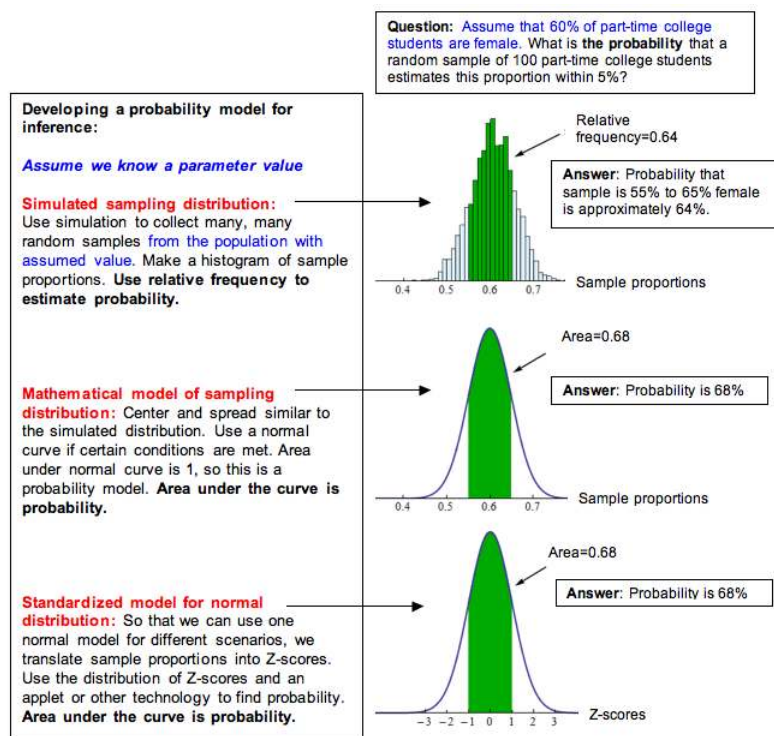 Question: Assume that 60% of part-time college
students are female. What is the probability that a
random sample of 100 part-time college students
estimates this proportion within 5%?
Developing a probability model for
inference:
Assume we know a parameter value
Simulated sampling distribution:
Use simulation to collect many, many
random samples from the population with
assumed value. Make a histogram of sample
proportions. Use relative frequency to
estimate probability.
Relative
frequency=0.64
Answer: Probability that
sample is 55% to 65% female
is approximately 64%.
0.4 0.5 0.6 0.7
Sample proportions
Mathematical model of sampling
distribution: Center and spread similar to
the simulated distribution. Use a normal
curve if certain conditions are met. Area
under normal curve is 1, so this is a
probability model. Area under the curve is
probability.
Area=0.68
Answer: Probability is 68%
0.4 0.5 0.6 0.7
Sample proportions
Standardized model for normal
distribution: So that we can use one
normal model for different scenarios, we
translate sample proportions into Z-scores.
Use the distribution of Z-scores and an
applet or other technology to find probability.
Area under the curve is probability.
Area=0.68
Answer: Probability is 68%
−3 −2 −1 0 1 2 3
Z-scores